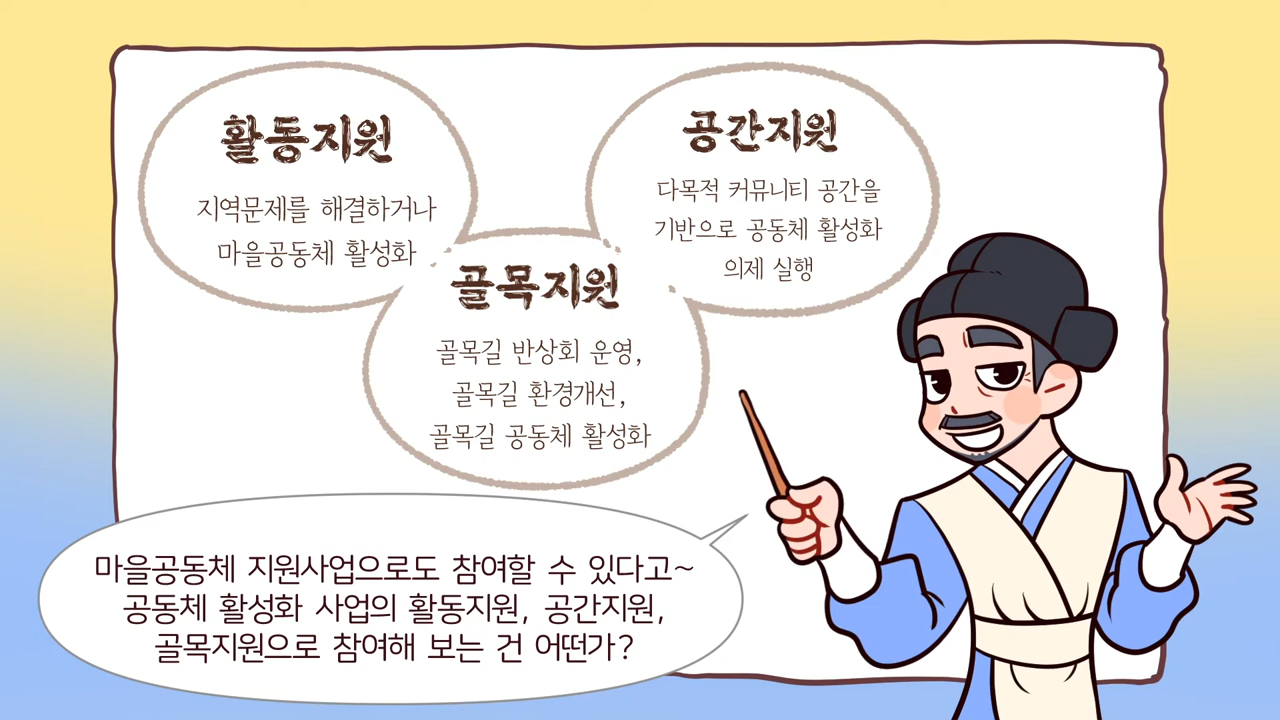 활동지원
지역문제를 해결하거나
마을공동체 활성화
공간지원
다목적 커뮤니티 공간을
기반으로 공동체 활성화
의제 실행
골목지원
골목길 반상회 운영,
골목길 환경개선,
골목길 공동체 활성화
마을공동체 지원사업으로도 참여할 수 있다고~
공동체 활성화 사업의 활동지원, 공간지원,
골목지원으로 참여해 보는 건 어떤가?